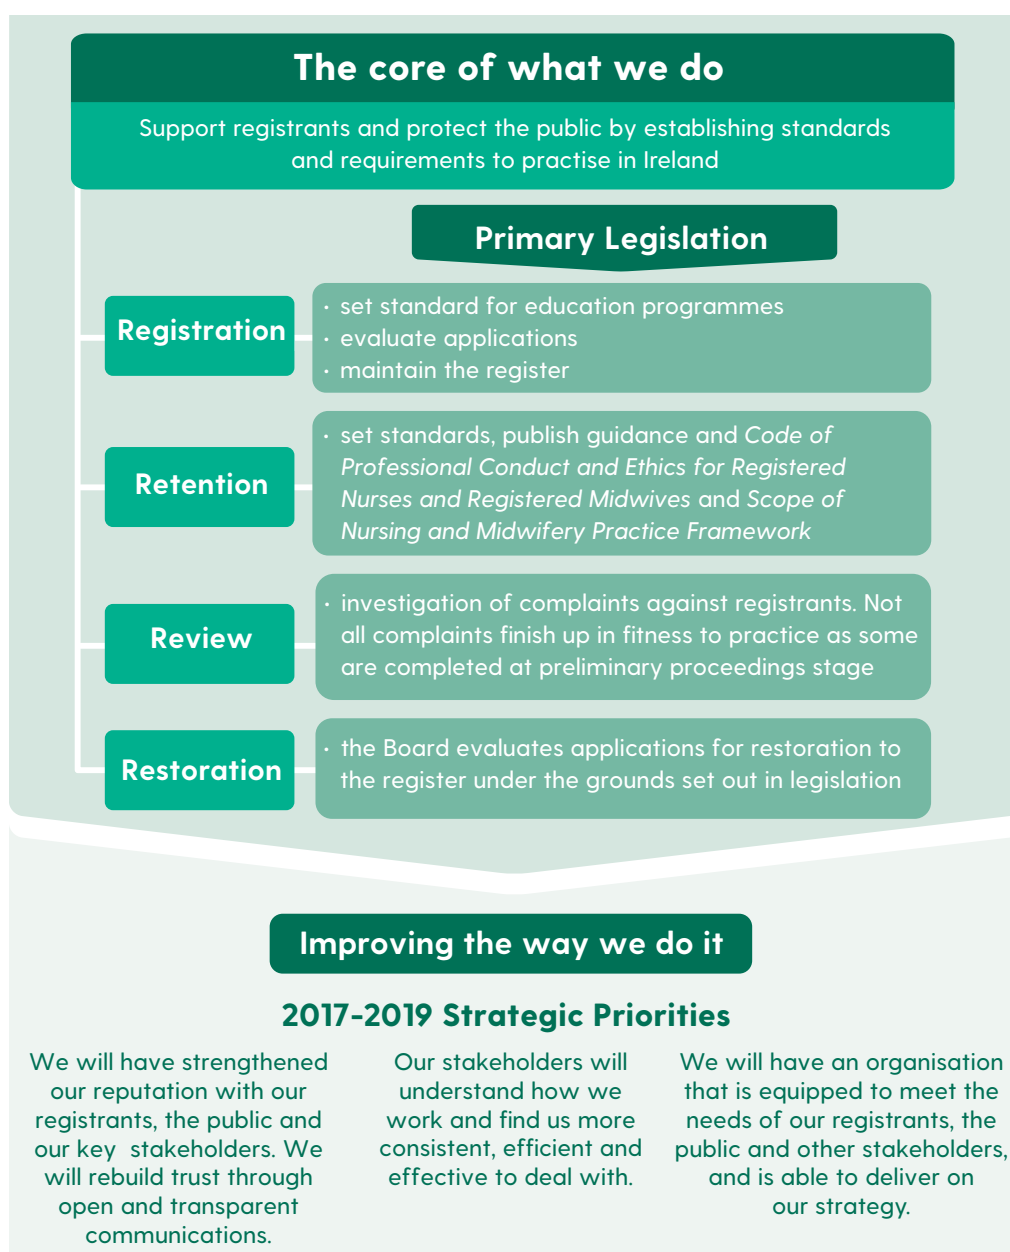 The core of what we do
Support registrants and protect the public by establishing standards
and requirements to practise in Ireland
Primary Legislation
Registration
· set standard for education programmes
· evaluate applications
· maintain the register
Retention
· set standards, publish guidance and Code of
Professional Conduct and Ethics for Registered
Nurses and Registered Midwives and Scope of
Nursing and Midwifery Practice Framework
Review
· investigation of complaints against registrants. Not
all complaints finish up in fitness to practice as some
are completed at preliminary proceedings stage
Restoration
· the Board evaluates applications for restoration to
the register under the grounds set out in legislation
Improving the way we do it
2017-2019 Strategic Priorities
We will have strengthened
our reputation with our
registrants, the public and
our key stakeholders. We
will rebuild trust through
open and transparent
communications.
Our stakeholders will
understand how we
work and find us more
consistent, efficient and
effective to deal with.
We will have an organisation
that is equipped to meet the
needs of our registrants, the
public and other stakeholders,
and is able to deliver on
our strategy.